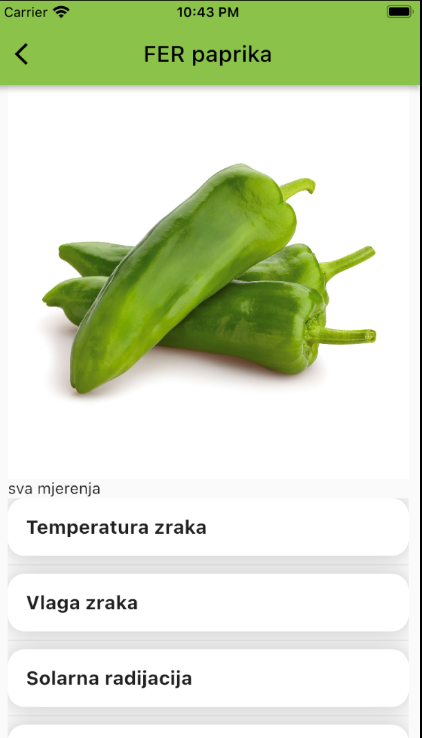 Carrier 10:43 PM
FER paprika
sva mjerenja
Temperatura zraka
Vlaga zraka
Solarna radijacija